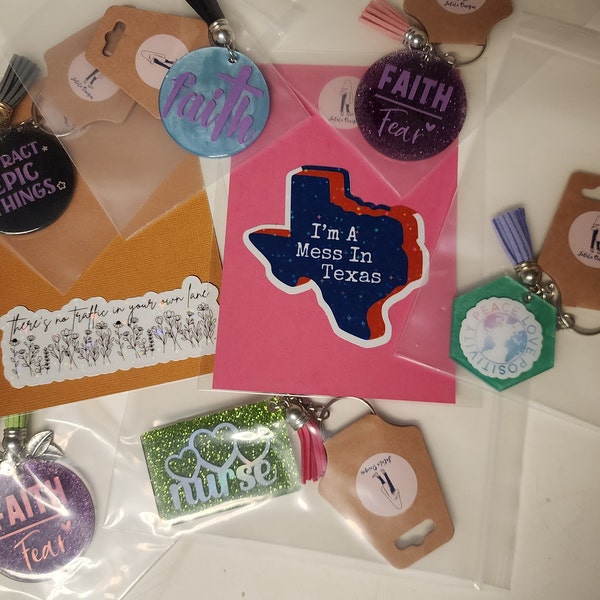 faith
FAITH
Fear
RACT
EPIC
THINGS
I'm A
Mess In
Texas
there's no traffic in your own lane
PEACE LOVE
POSITIVITY
nurse
FAITH
Fear